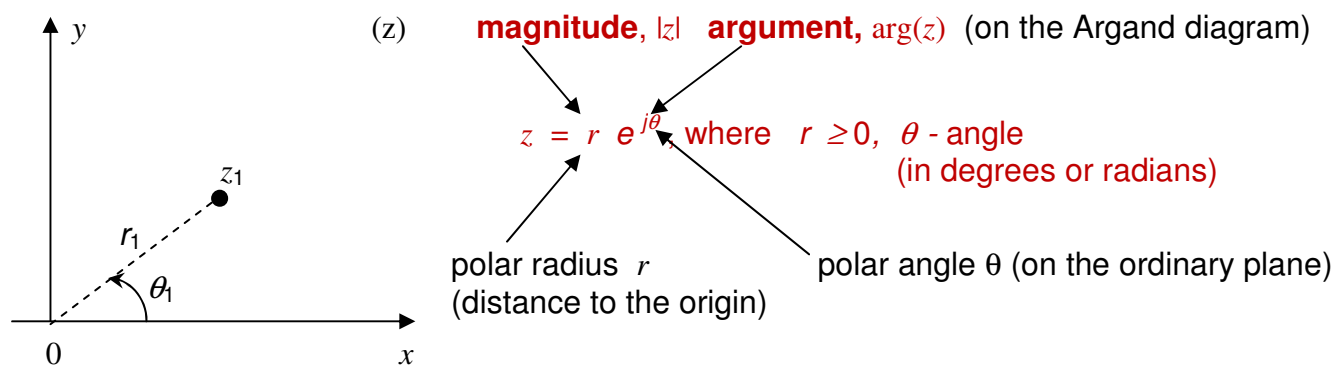 y
(z) magnitude, |z| argument, arg(z) (on the Argand diagram)
z = r e^{jθ}, where r ≥ 0, θ - angle
(in degrees or radians)
z₁
r₁
θ₁
polar radius r
(distance to the origin)
polar angle θ (on the ordinary plane)
0
x